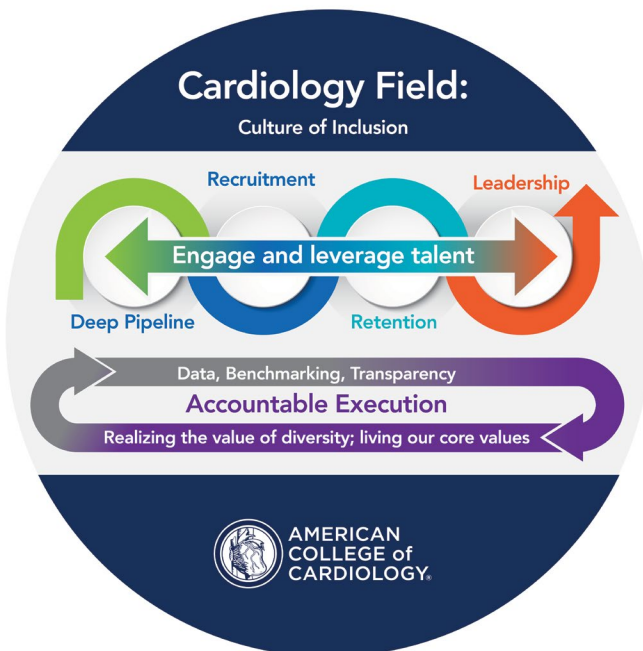 Cardiology Field:
Culture of Inclusion
Recruitment
Leadership
Engage and leverage talent
Deep Pipeline
Retention
Data, Benchmarking, Transparency
Accountable Execution
Realizing the value of diversity; living our core values
AMERICAN
COLLEGE of
CARDIOLOGY®